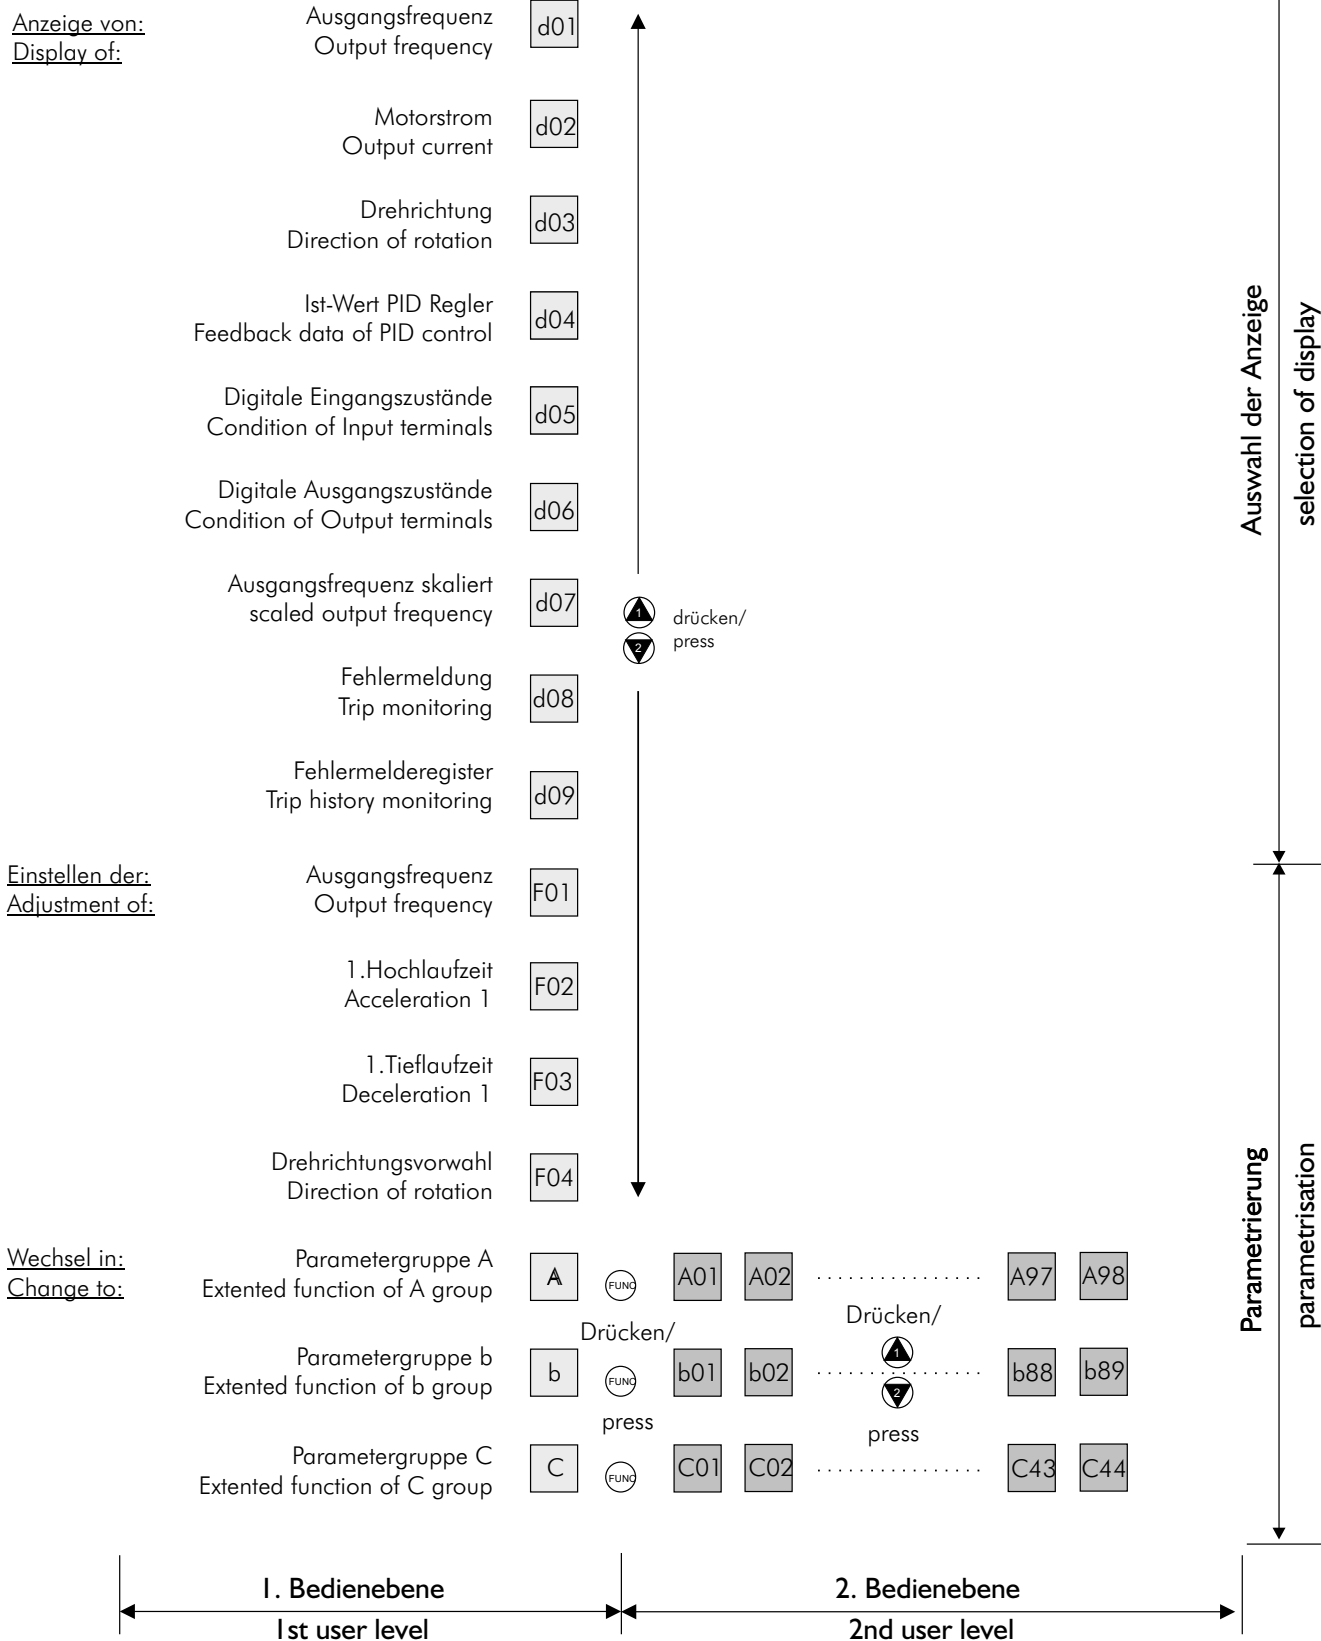 Anzeige von:
Display of:
Ausgangsfrequenz
Output frequency
d01
Motorstrom
Output current
d02
Drehrichtung
Direction of rotation
d03
Ist-Wert PID Regler
Feedback data of PID control
d04
Digitale Eingangszustände
Condition of Input terminals
d05
Digitale Ausgangszustände
Condition of Output terminals
d06
Ausgangsfrequenz skaliert
scaled output frequency
d07
1
2
drücken/
press
Fehlermeldung
Trip monitoring
d08
Fehlermelderegister
Trip history monitoring
d09
Auswahl der Anzeige
selection of display
Einstellen der:
Adjustment of:
Ausgangsfrequenz
Output frequency
F01
1.Hochlaufzeit
Acceleration 1
F02
1.Tieflaufzeit
Deceleration 1
F03
Drehrichtungsvorwahl
Direction of rotation
F04
Parametrierung
parametrisation
Wechsel in:
Change to:
Parametergruppe A
Extented function of A group
A
FUNC
A01 A02 ................ A97 A98
Drücken/
Drücken/
1
Parametergruppe b
Extented function of b group
b
FUNC
b01 b02 ................ b88 b89
2
press
press
Parametergruppe C
Extented function of C group
C
FUNC
C01 C02 ................ C43 C44
1. Bedienebene
1st user level
2. Bedienebene
2nd user level